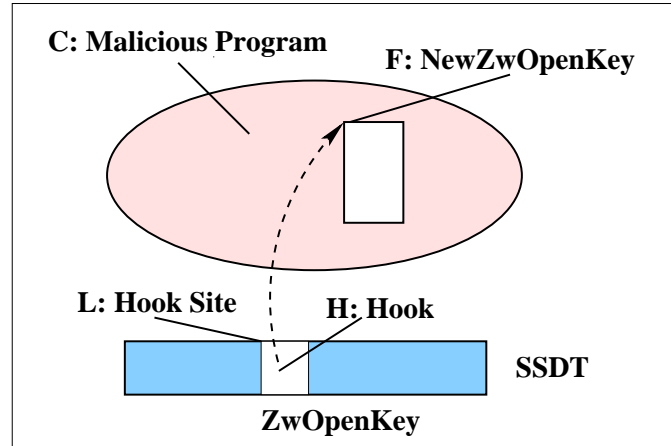 C: Malicious Program
F: NewZwOpenKey
L: Hook Site
H: Hook
SSDT
ZwOpenKey